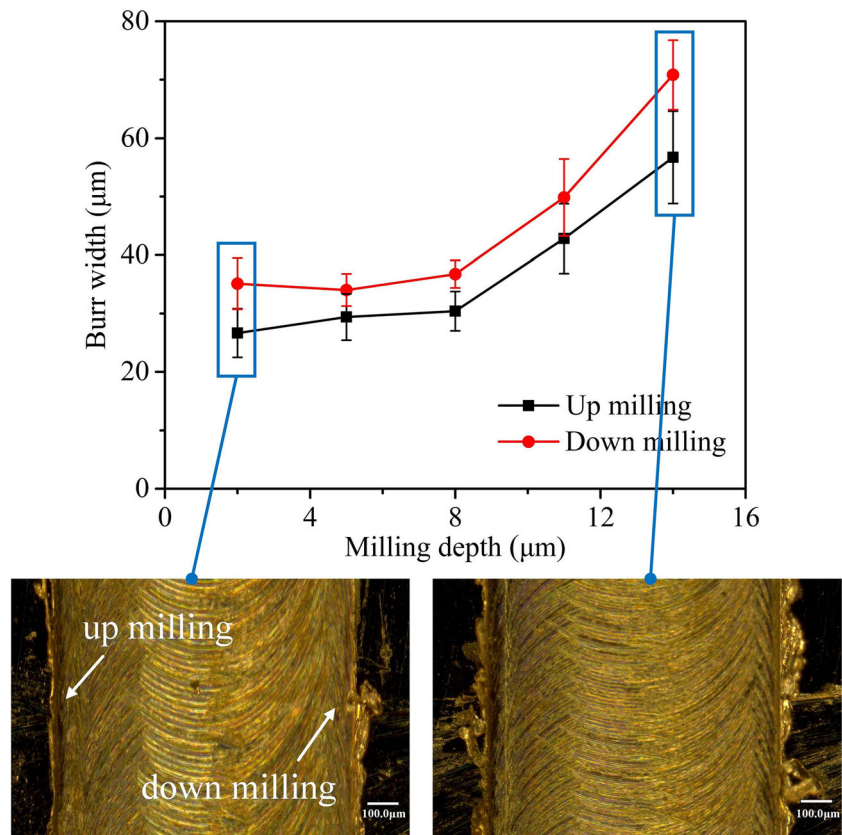 80
60
40
20
0
Burr width (μm)
Up milling
Down milling
0 4 8 12 16
Milling depth (μm)
up milling
down milling
100.0μm
100.0μm